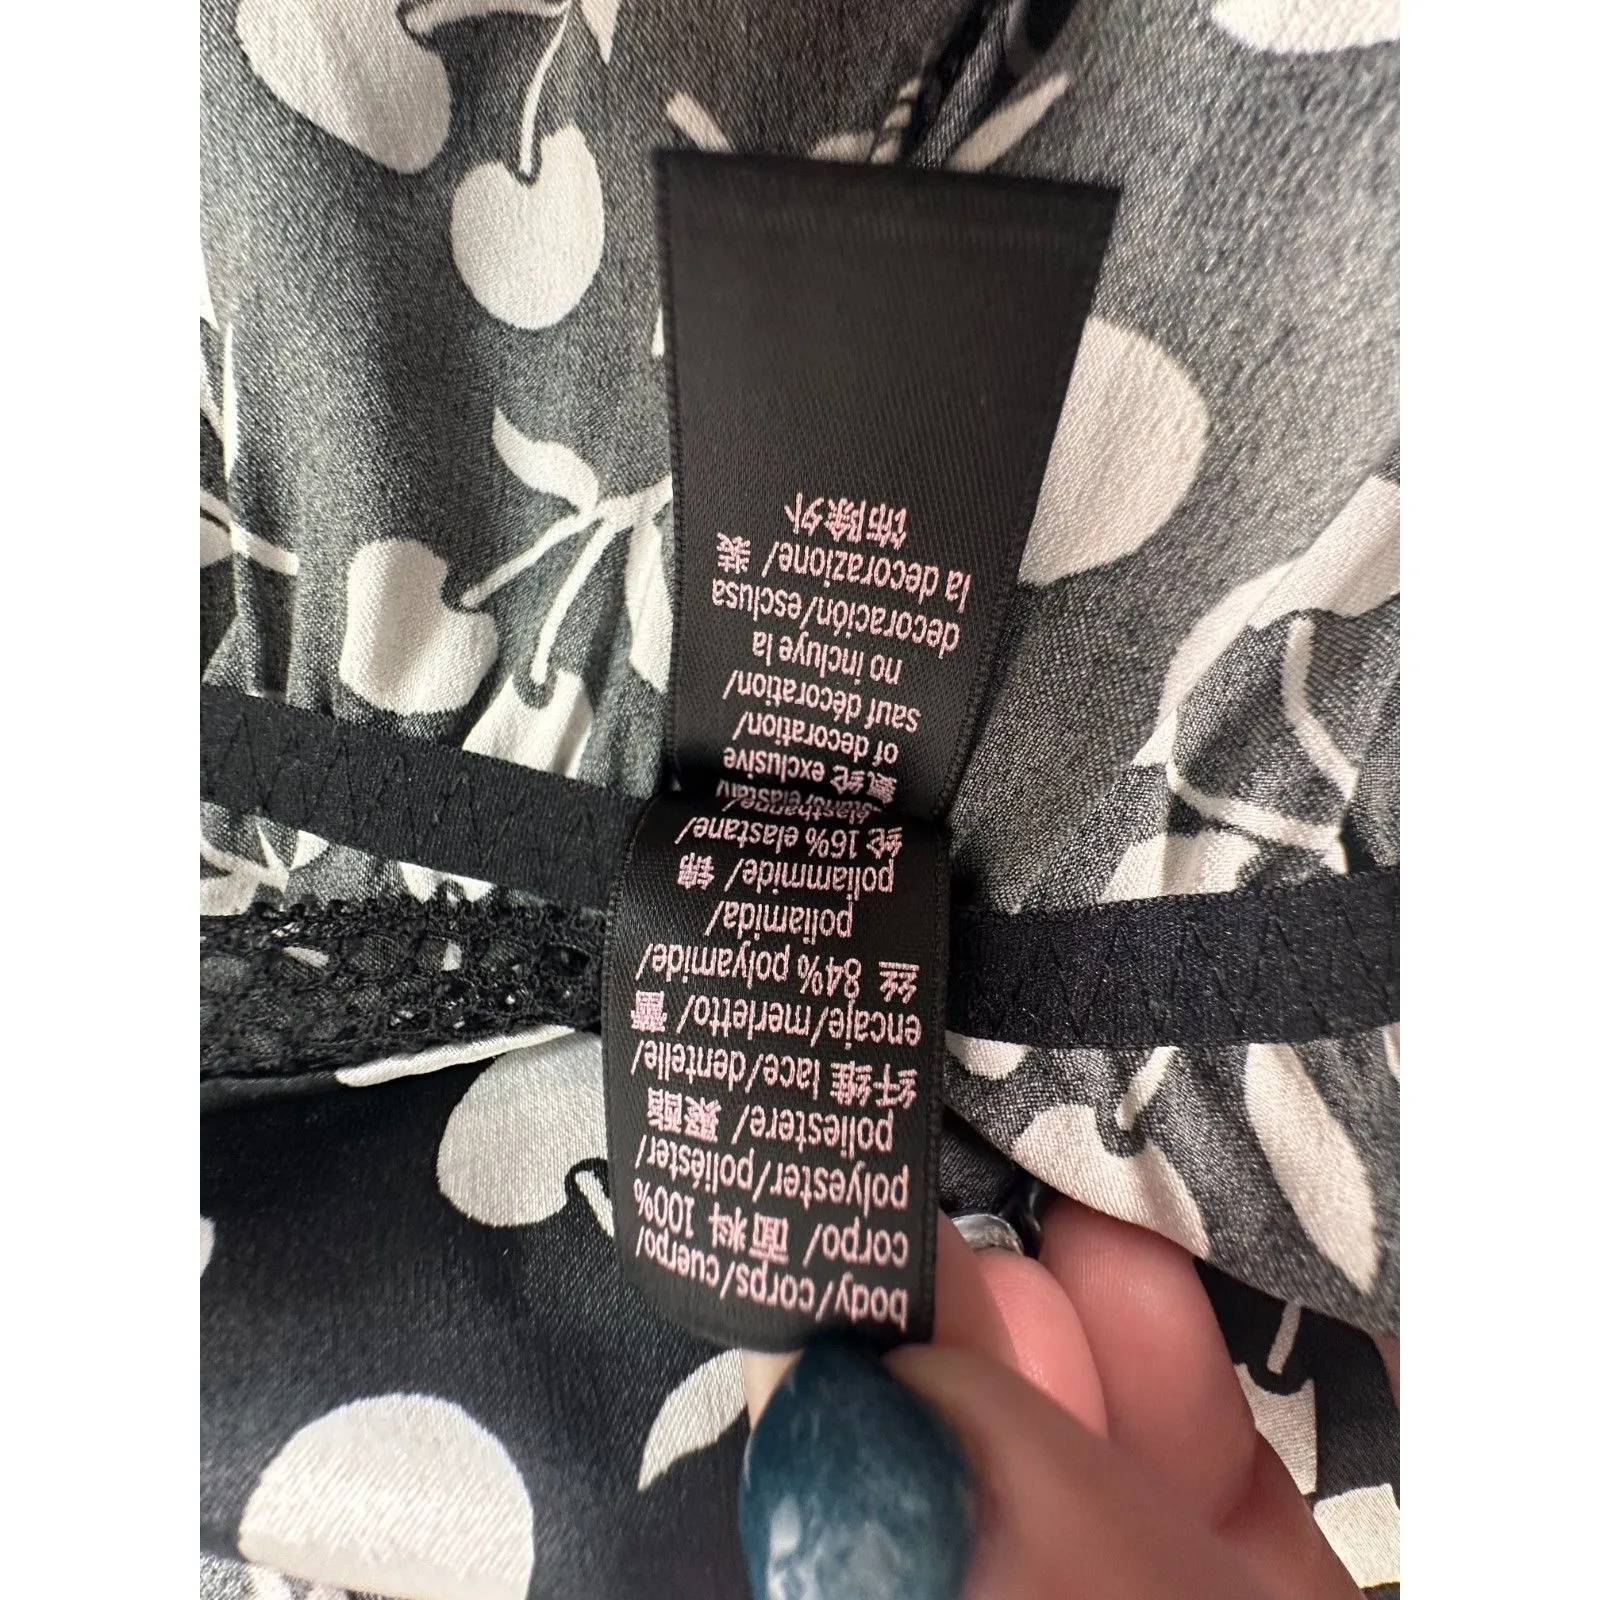 body/corps/cuerpo/
corpo/ 面料 100%
polyester/poliéster/
poliestere/ 聚酯
纤维 lace/dentelle/
encaje/merletto/ 蕾
丝 84% polyamide/
poliamida/
poliammide/ 锦
纶 16% elastane/
élasthanne/elastan/
氨纶 exclusive
of decoration/
sauf décoration/
no incluye la
decoración/esclusa
la decorazione/ 装
饰除外